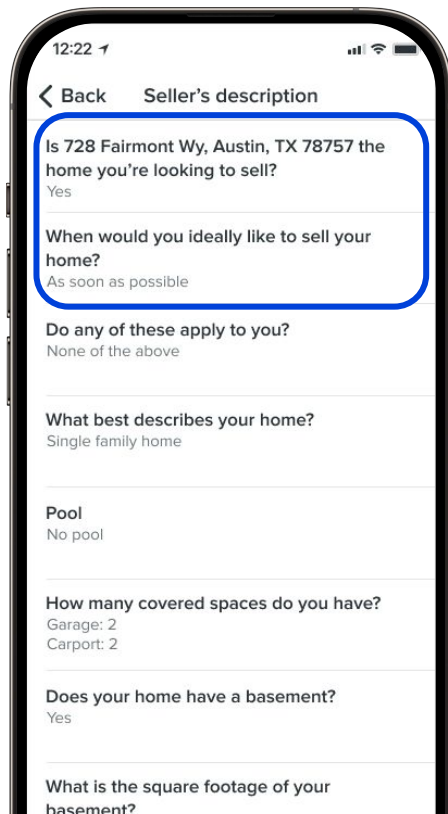 12:22
Back Seller’s description
Is 728 Fairmont Wy, Austin, TX 78757 the
home you’re looking to sell?
Yes
When would you ideally like to sell your
home?
As soon as possible
Do any of these apply to you?
None of the above
What best describes your home?
Single family home
Pool
No pool
How many covered spaces do you have?
Garage: 2
Carport: 2
Does your home have a basement?
Yes
What is the square footage of your
basement?